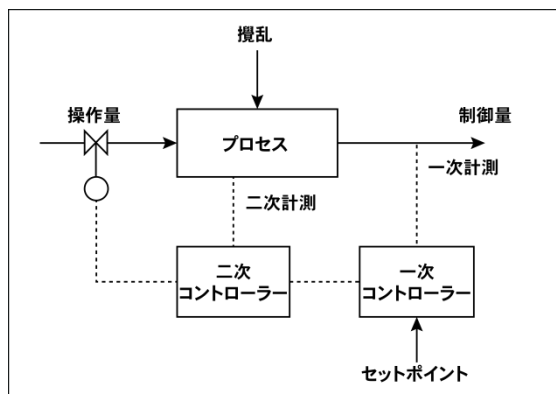 攪乱
操作量
プロセス
制御量
一次計測
二次計測
二次
コントローラー
一次
コントローラー
セットポイント